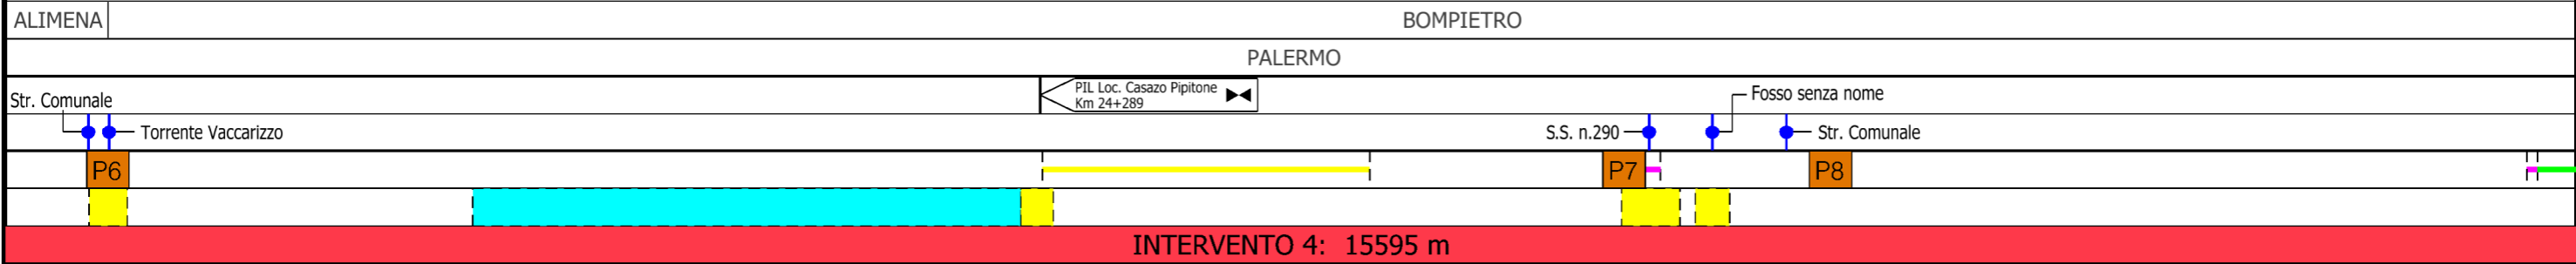 ALIMENA
BOMPIETRO
PALERMO
PIL Loc. Casazo Pipitone
Km 24+289
Str. Comunale
Fosso senza nome
Torrente Vaccarizzo
S.S. n.290
Str. Comunale
P6
P7
P8
INTERVENTO 4: 15595 m